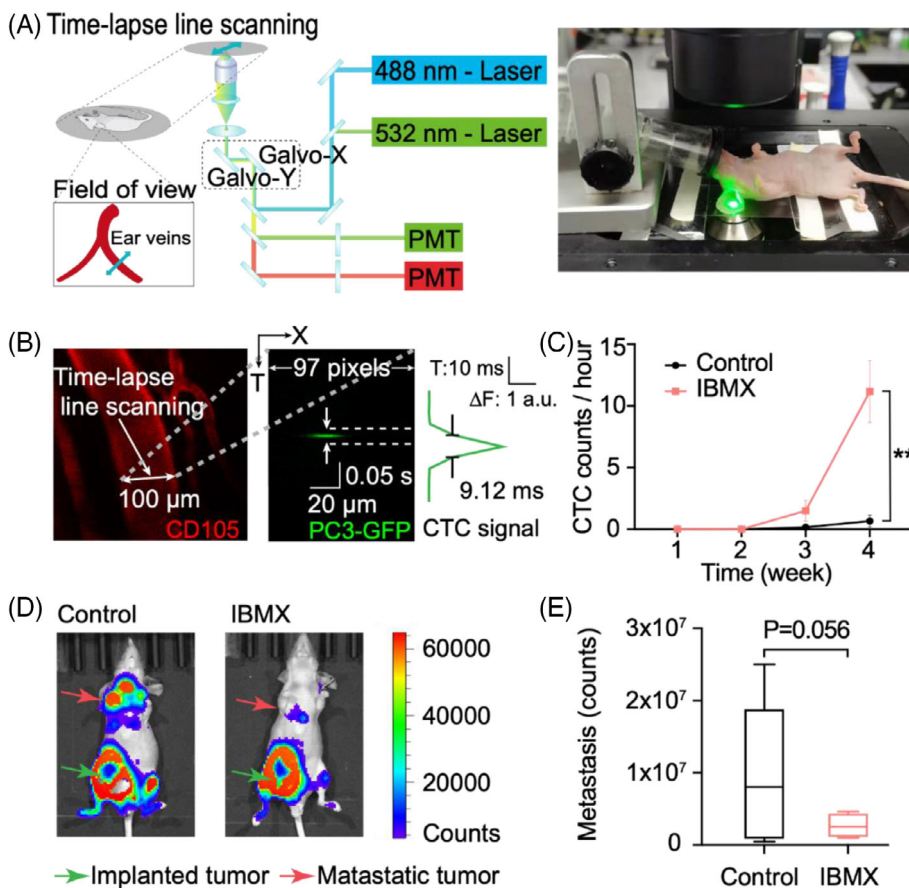 (A) Time-lapse line scanning
488 nm - Laser
532 nm - Laser
Galvo-X
Galvo-Y
Field of view
Ear veins
PMT
PMT
(B)
X
T
97 pixels
Time-lapse
line scanning
100 µm
CD105
0.05 s
20 µm
PC3-GFP
T:10 ms
ΔF: 1 a.u.
9.12 ms
CTC signal
(C)
CTC counts / hour
15
10
5
0
Control
IBMX
**
1 2 3 4
Time (week)
(D)
Control IBMX
60000
40000
20000
Counts
Implanted tumor Matastatic tumor
(E)
P=0.056
Metastasis (counts)
3x10⁷
2x10⁷
1x10⁷
0
Control IBMX